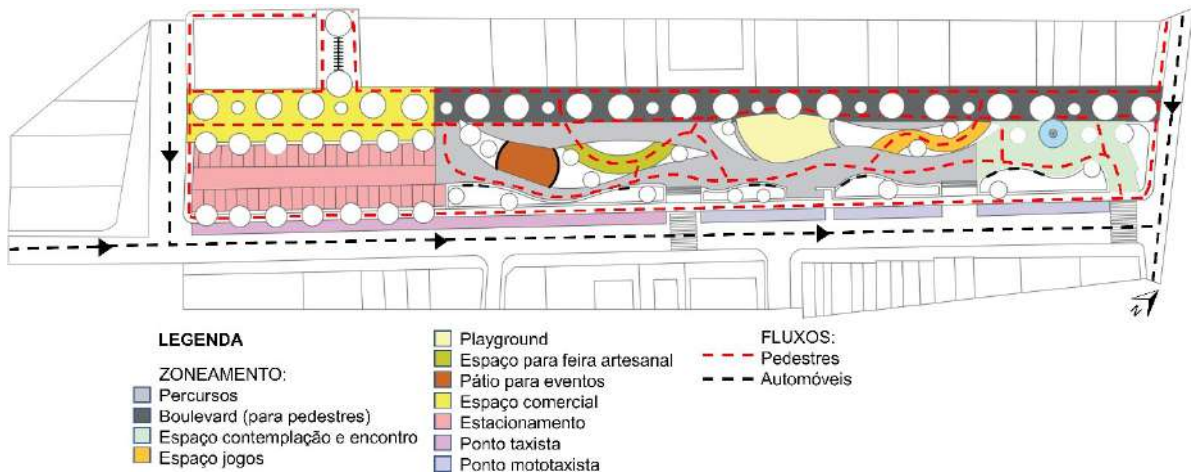 N
LEGENDA
ZONEAMENTO:
Percursos
Boulevard (para pedestres)
Espaço contemplação e encontro
Espaço jogos
Playground
Espaço para feira artesanal
Pátio para eventos
Espaço comercial
Estacionamento
Ponto taxista
Ponto mototaxista
FLUXOS:
Pedestres
Automóveis